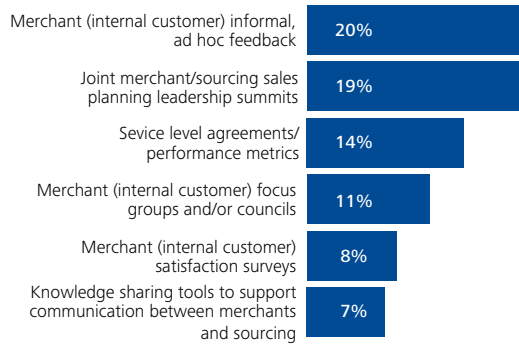 Merchant (internal customer) informal,
ad hoc feedback
20%
Joint merchant/sourcing sales
planning leadership summits
19%
Sevice level agreements/
performance metrics
14%
Merchant (internal customer) focus
groups and/or councils
11%
Merchant (internal customer)
satisfaction surveys
8%
Knowledge sharing tools to support
communication between merchants
and sourcing
7%